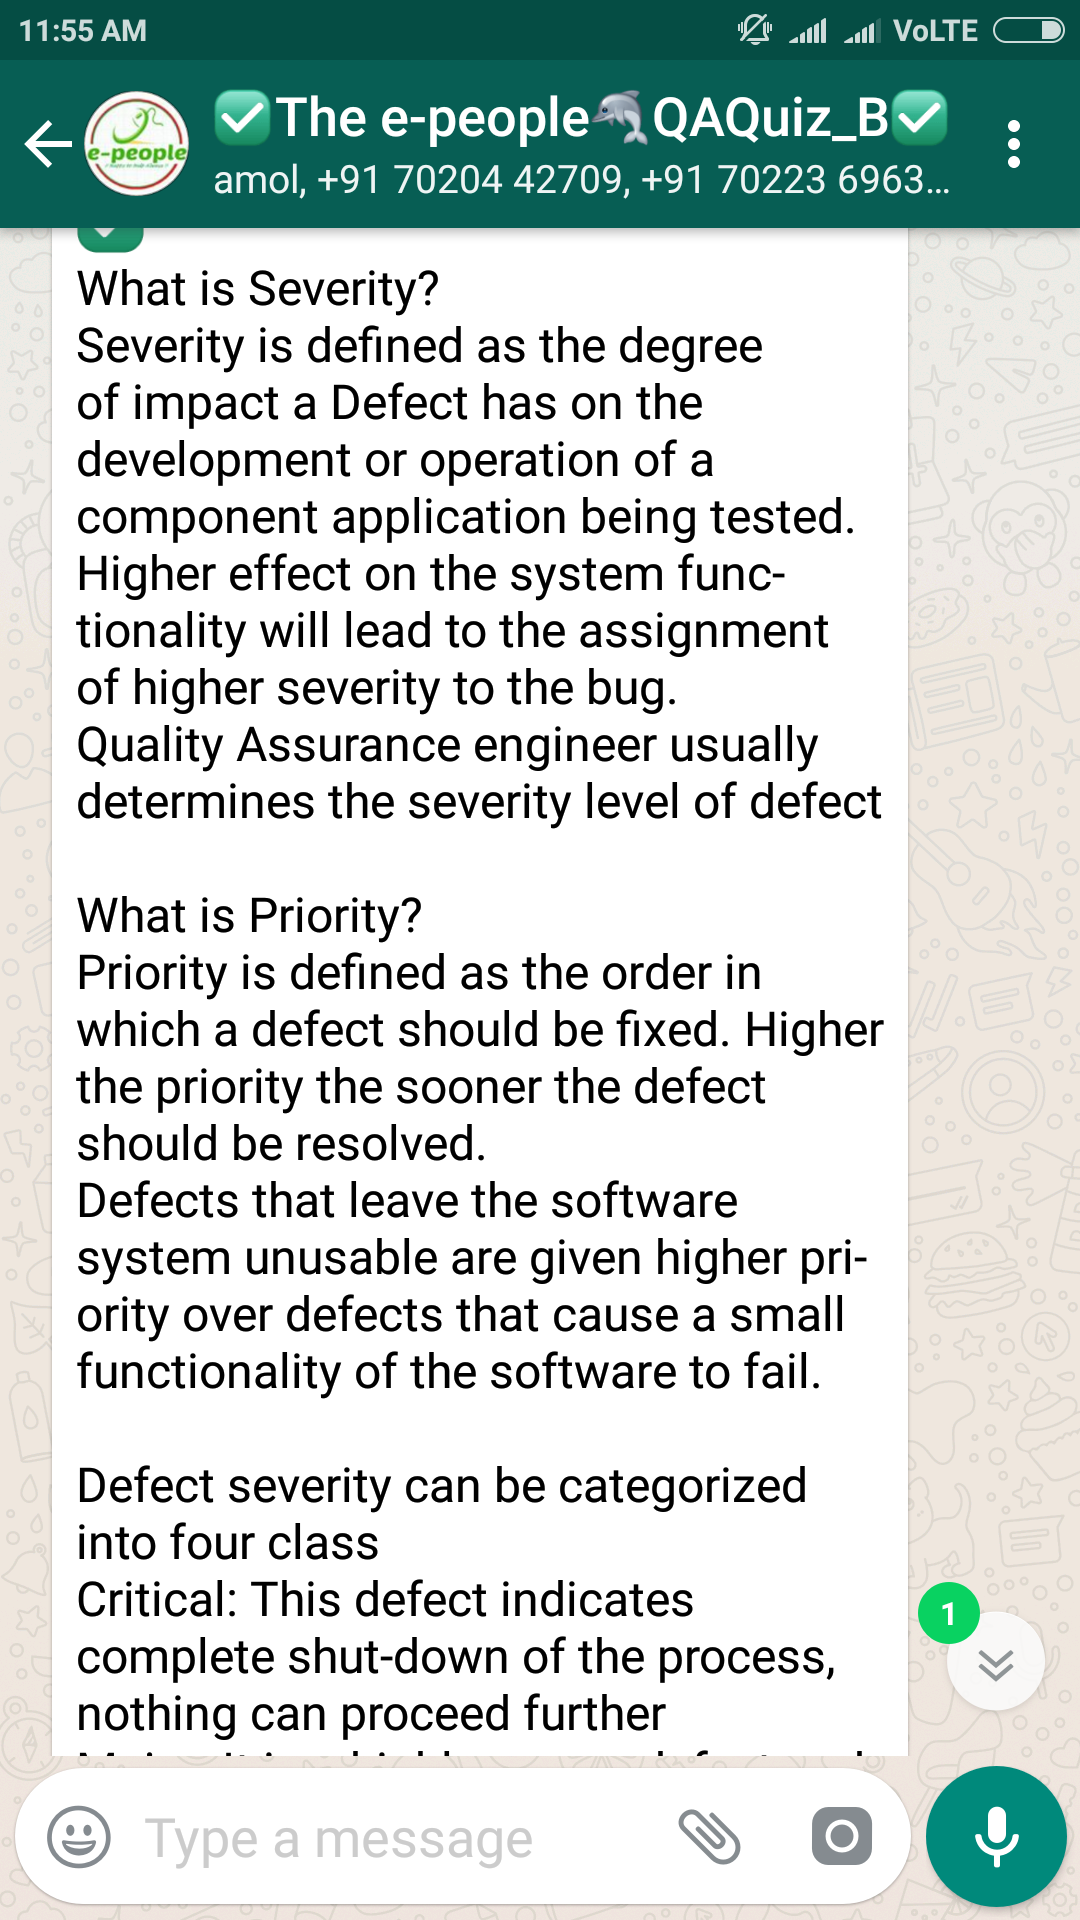 11:55 AM
VoLTE
✅The e-people🐬QAQuiz_B✅
e-people
amol, +91 70204 42709, +91 70223 6963...
What is Severity?
Severity is defined as the degree
of impact a Defect has on the
development or operation of a
component application being tested.
Higher effect on the system func-
tionality will lead to the assignment
of higher severity to the bug.
Quality Assurance engineer usually
determines the severity level of defect
What is Priority?
Priority is defined as the order in
which a defect should be fixed. Higher
the priority the sooner the defect
should be resolved.
Defects that leave the software
system unusable are given higher pri-
ority over defects that cause a small
functionality of the software to fail.
Defect severity can be categorized
into four class
Critical: This defect indicates
complete shut-down of the process,
nothing can proceed further
1
Type a message